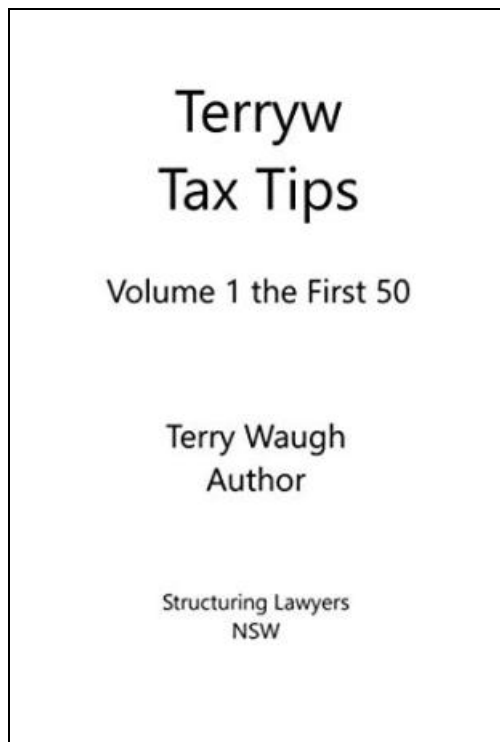 Terryw
Tax Tips
Volume 1 the First 50
Terry Waugh
Author
Structuring Lawyers
NSW